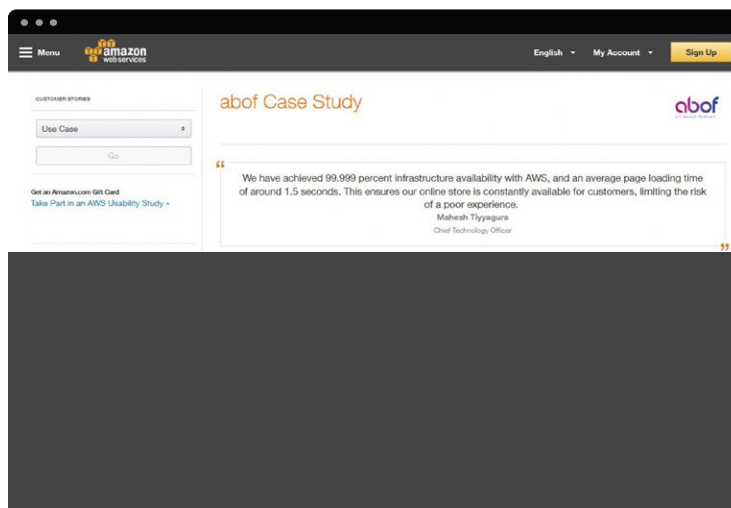 Menu
amazon
webservices
English
My Account
Sign Up
CUSTOMER STORIES
Use Case
Go
Get an Amazon.com Gift Card
Take Part in an AWS Usability Study »
abof Case Study
abof
“
We have achieved 99.999 percent infrastructure availability with AWS, and an average page loading time
of around 1.5 seconds. This ensures our online store is constantly available for customers, limiting the risk
of a poor experience.
Mahesh Tiyyagura
Chief Technology Officer
”